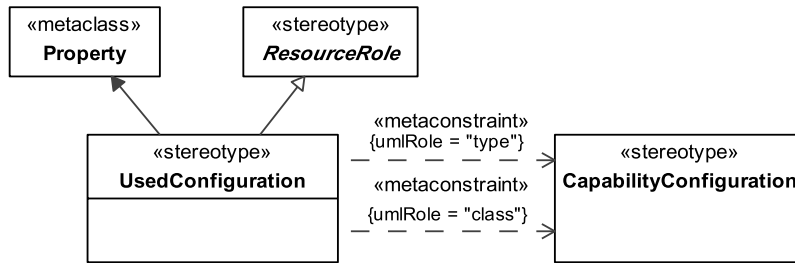 «metaclass»
Property
«stereotype»
ResourceRole
«stereotype»
UsedConfiguration
«metaconstraint»
{umlRole = "type"}
«metaconstraint»
{umlRole = "class"}
«stereotype»
CapabilityConfiguration